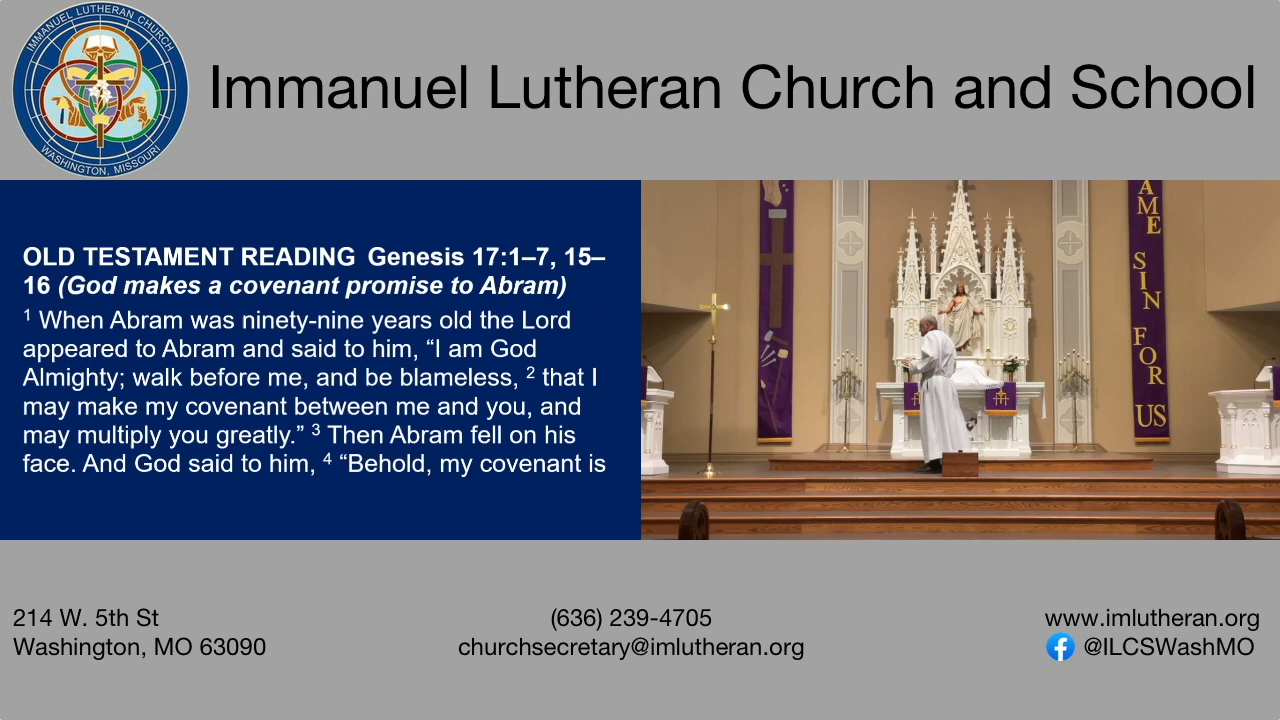 IMMANUEL LUTHERAN CHURCH
WASHINGTON, MISSOURI
Immanuel Lutheran Church and School
OLD TESTAMENT READING Genesis 17:1–7, 15–
16 (God makes a covenant promise to Abram)
1 When Abram was ninety-nine years old the Lord
appeared to Abram and said to him, “I am God
Almighty; walk before me, and be blameless, 2 that I
may make my covenant between me and you, and
may multiply you greatly.” 3 Then Abram fell on his
face. And God said to him, 4 “Behold, my covenant is
AME
SIN
FOR
US
214 W. 5th St
Washington, MO 63090
(636) 239-4705
churchsecretary@imlutheran.org
www.imlutheran.org
@ILCSWashMO